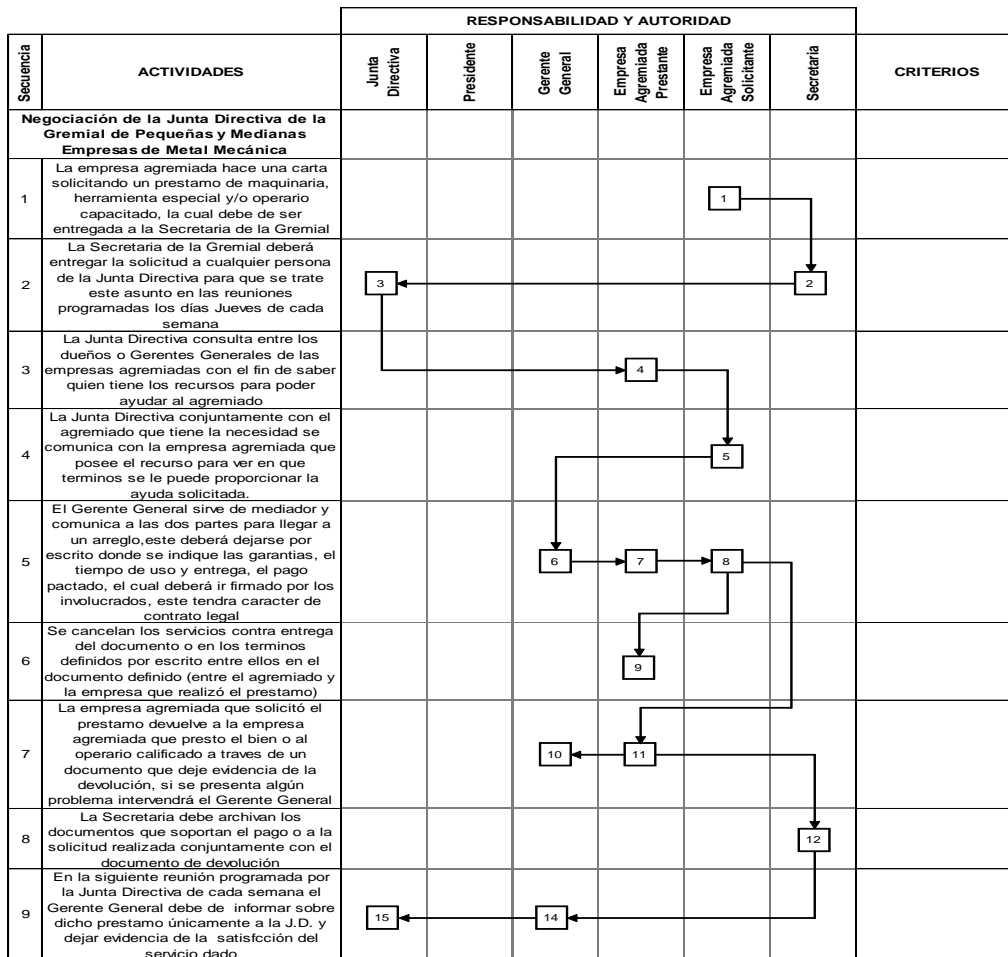 RESPONSABILIDAD Y AUTORIDAD
Secuencia
ACTIVIDADES
Junta
Directiva
Presidente
Gerente
General
Empresa
Agremiada
Prestante
Empresa
Agremiada
Solicitante
Secretaria
CRITERIOS
Negociación de la Junta Directiva de la
Gremial de Pequeñas y Medianas
Empresas de Metal Mecánica
1
La empresa agremiada hace una carta
solicitando un prestamo de maquinaria,
herramienta especial y/o operario
capacitado, la cual debe de ser
entregada a la Secretaria de la Gremial
1
2
La Secretaria de la Gremial deberá
entregar la solicitud a cualquier persona
de la Junta Directiva para que se trate
este asunto en las reuniones
programadas los días Jueves de cada
semana
3
2
3
La Junta Directiva consulta entre los
dueños o Gerentes Generales de las
empresas agremiadas con el fin de saber
quien tiene los recursos para poder
ayudar al agremiado
4
4
La Junta Directiva conjuntamente con el
agremiado que tiene la necesidad se
comunica con la empresa agremiada que
posee el recurso para ver en que
terminos se le puede proporcionar la
ayuda solicitada.
5
5
El Gerente General sirve de mediador y
comunica a las dos partes para llegar a
un arreglo,este deberá dejarse por
escrito donde se indique las garantias, el
tiempo de uso y entrega, el pago
pactado, el cual deberá ir firmado por los
involucrados, este tendra caracter de
contrato legal
6
7
8
6
Se cancelan los servicios contra entrega
del documento o en los terminos
definidos por escrito entre ellos en el
documento definido (entre el agremiado y
la empresa que realizó el prestamo)
9
7
La empresa agremiada que solicitó el
prestamo devuelve a la empresa
agremiada que presto el bien o al
operario calificado a traves de un
documento que deje evidencia de la
devolución, si se presenta algún
problema intervendrá el Gerente General
10
11
8
La Secretaria debe archivan los
documentos que soportan el pago o a la
solicitud realizada conjuntamente con el
documento de devolución
12
9
En la siguiente reunión programada por
la Junta Directiva de cada semana el
Gerente General debe de informar sobre
dicho prestamo únicamente a la J.D. y
dejar evidencia de la satisfcción del
servicio dado
15
14